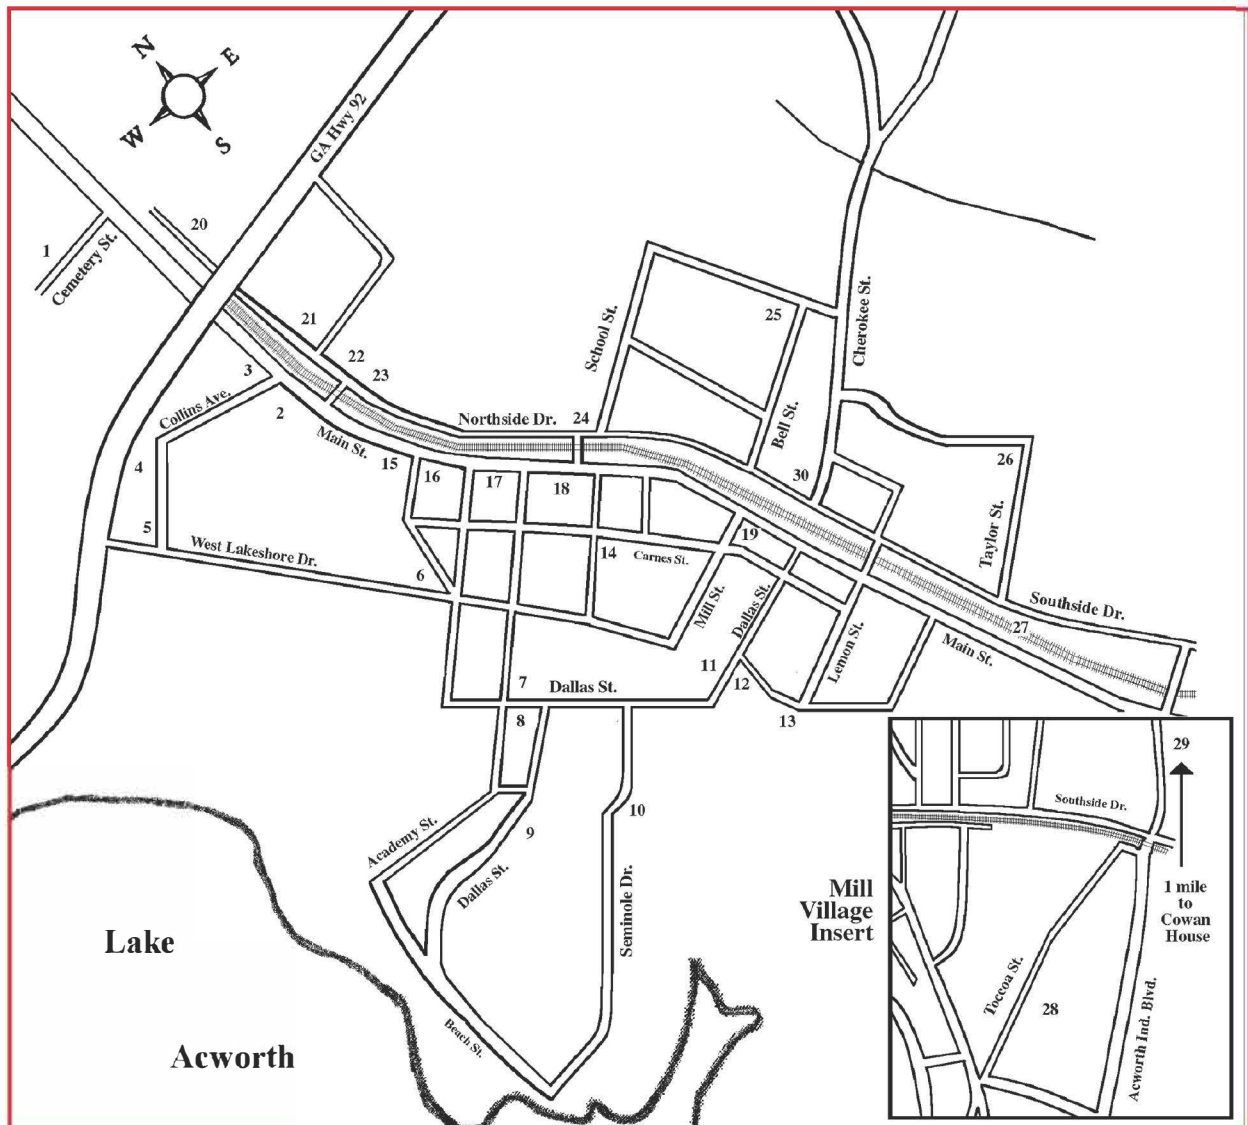 N
E
W
S
GA Hwy 92
20
1
Cemetery St.
21
22
23
3
Collins Ave.
2
Main St.
Northside Dr.
24
School St.
25
Bell St.
Cherokee St.
26
Taylor St.
30
4
5
15
16
17
18
19
14
Carnes St.
West Lakeshore Dr.
6
Mill St.
Dallas St.
Lemon St.
27
Southside Dr.
Main St.
7
8
Dallas St.
11
12
13
10
9
Academy St.
Dallas St.
Seminole Dr.
Beach St.
Lake
Acworth
Mill
Village
Insert
29
Southside Dr.
1 mile
to
Cowan
House
Toccoa St.
28
Acworth Ind. Blvd.